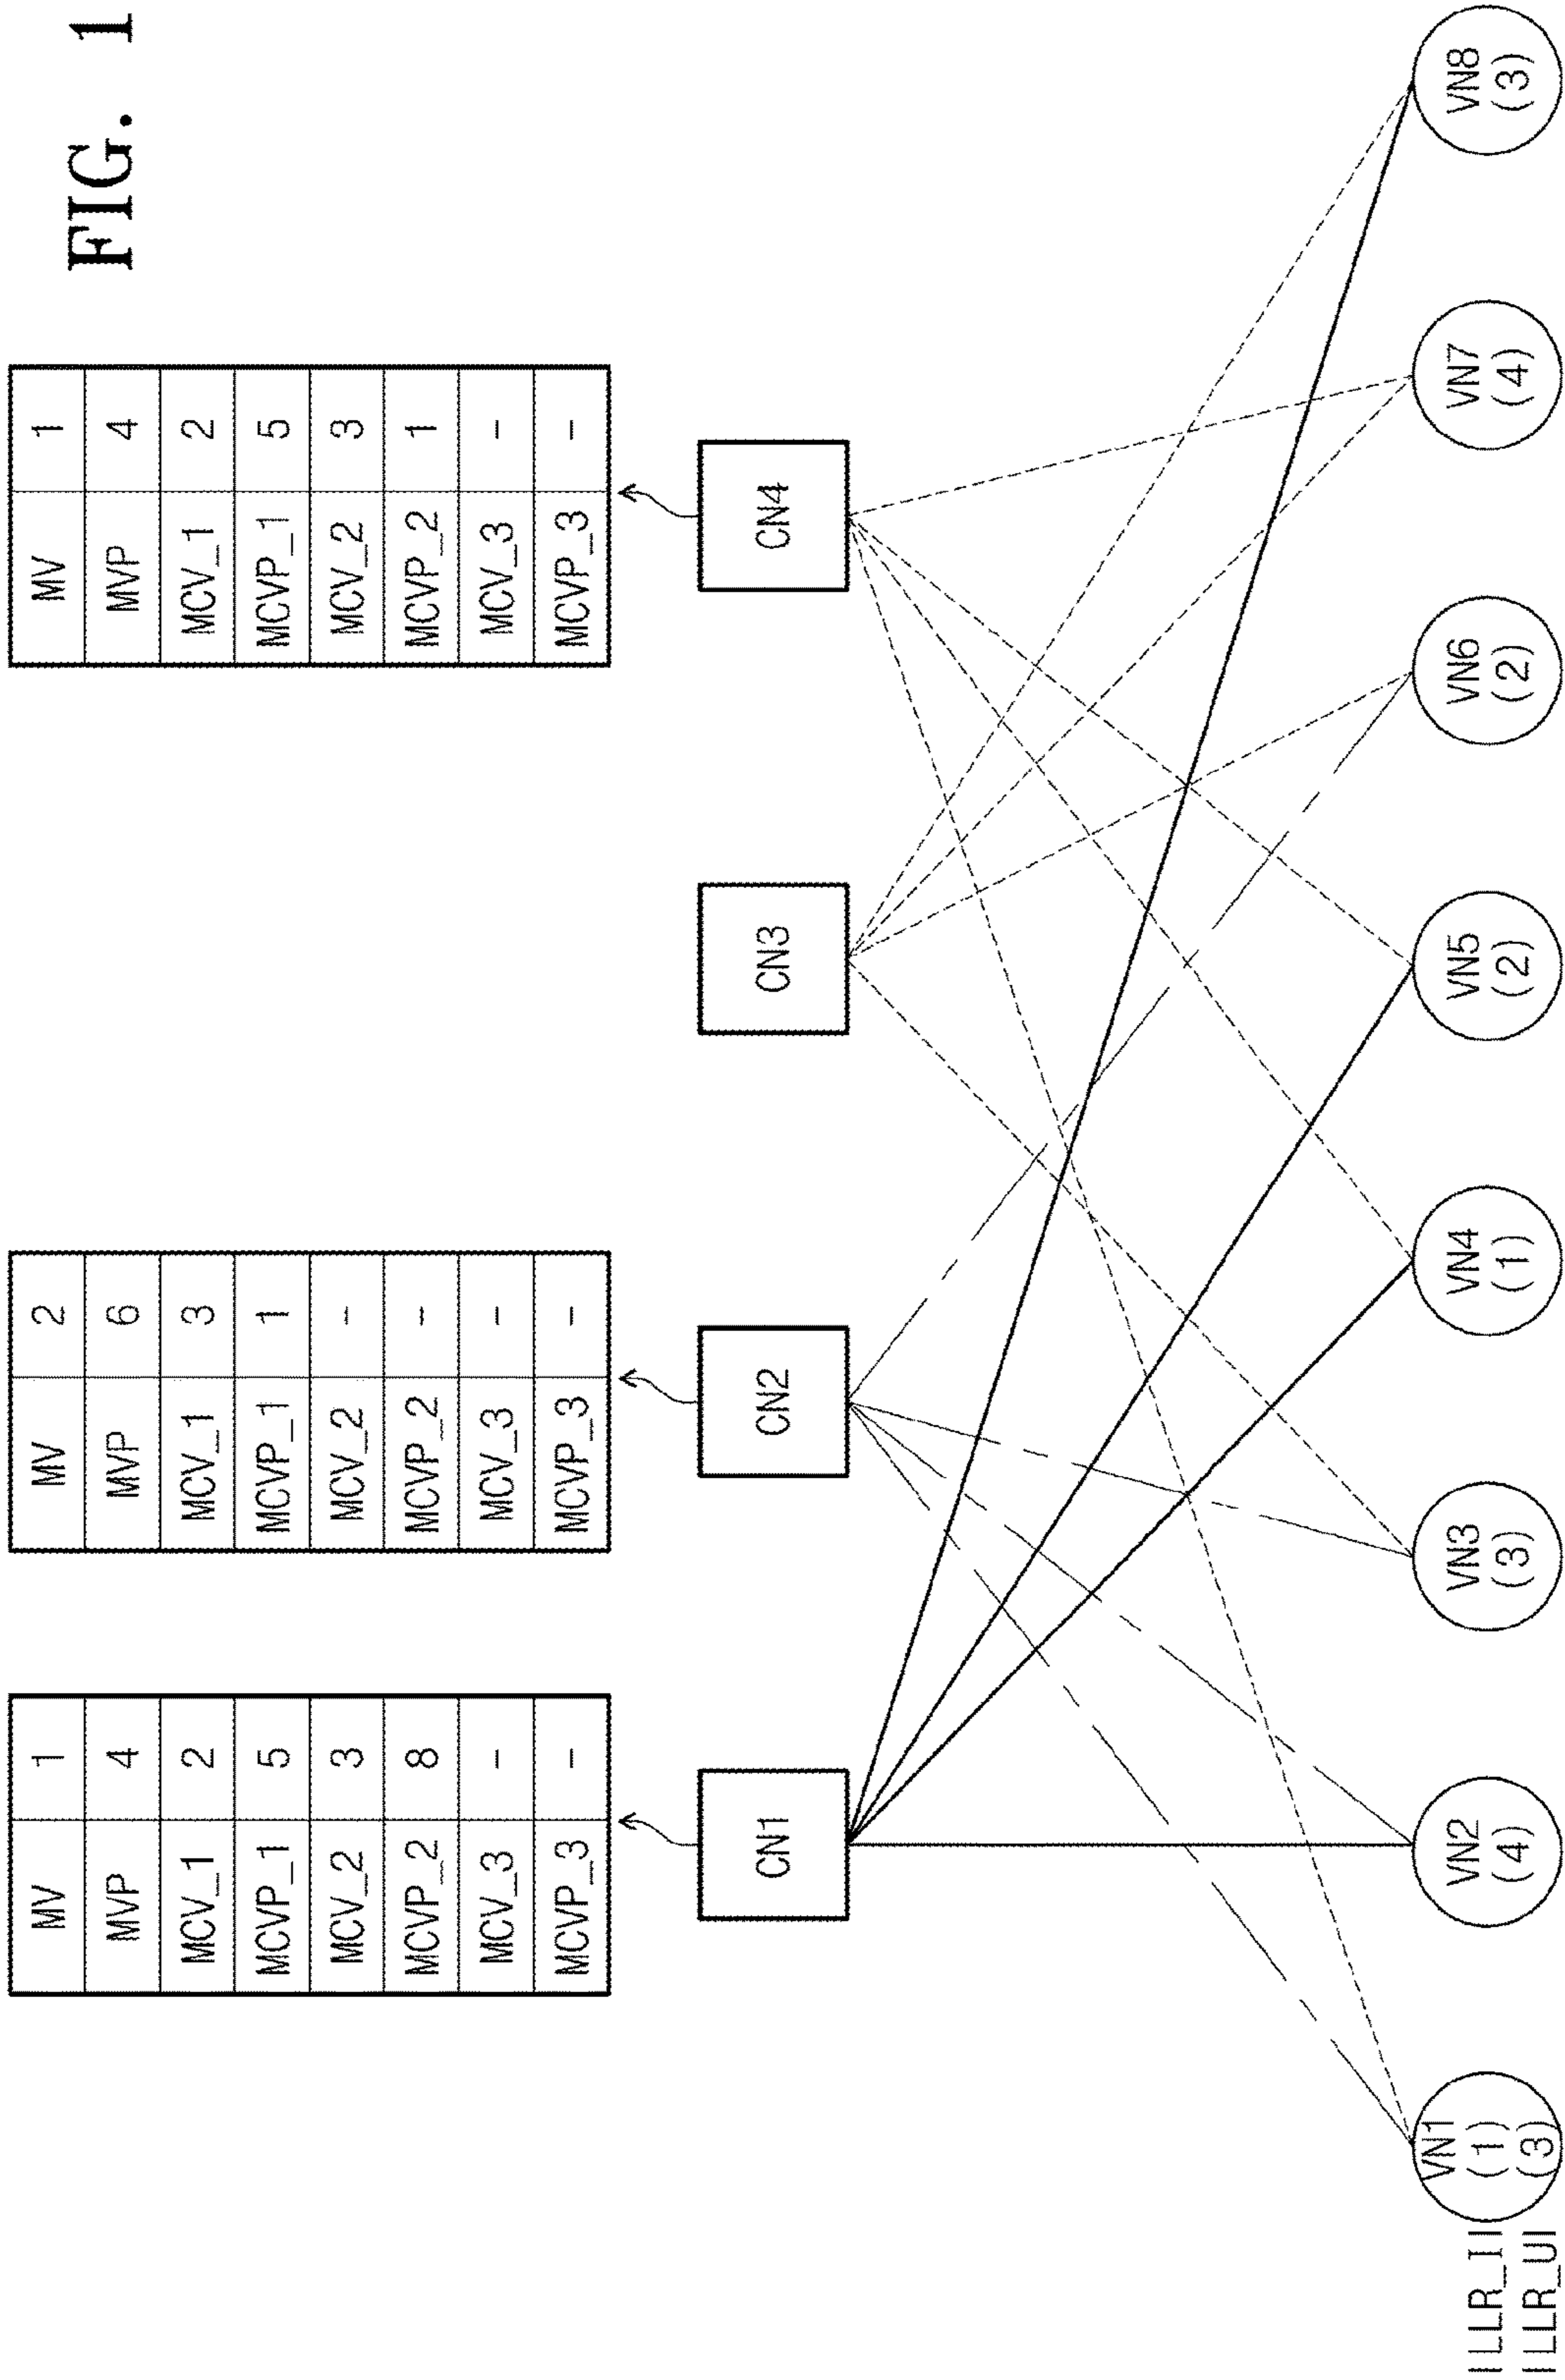 FIG. 1
MV 1
MVP 4
MCV_1 2
MCVP_1 5
MCV_2 3
MCVP_2 8
MCV_3 -
MCVP_3 -
MV 2
MVP 6
MCV_1 3
MCVP_1 1
MCV_2 -
MCVP_2 -
MCV_3 -
MCVP_3 -
MV 1
MVP 4
MCV_1 2
MCVP_1 5
MCV_2 3
MCVP_2 1
MCV_3 -
MCVP_3 -
CN1
CN2
CN3
CN4
|LLR_I|
|LLR_U|
VN1
(1)
(3)
VN2
(4)
VN3
(3)
VN4
(1)
VN5
(2)
VN6
(2)
VN7
(4)
VN8
(3)